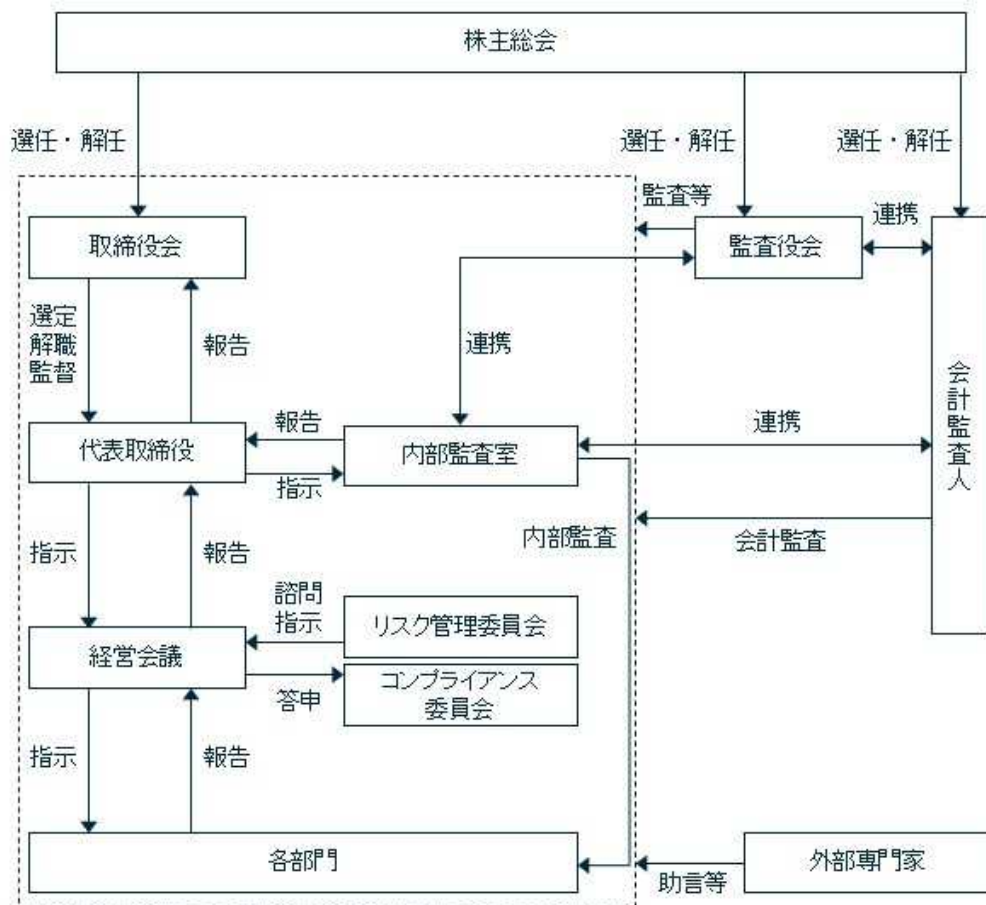 株主総会
選任・解任
選任・解任
選任・解任
監査等
連携
取締役会
監査役会
選定
解職
監督
報告
連携
会計監査人
報告
連携
代表取締役
内部監査室
指示
内部監査
会計監査
指示
報告
諮問
指示
リスク管理委員会
経営会議
答申
コンプライアンス
委員会
指示
報告
各部門
外部専門家
助言等